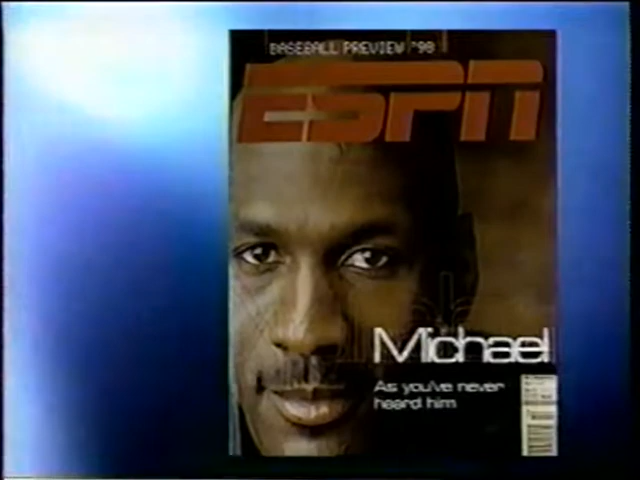 BASEBALL PREVIEW '98
ESPN
Michael
As you've never
heard him